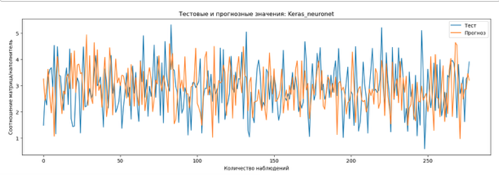 Тестовые и прогнозные значения: Keras_neuronet
Тест
Прогноз
Соотношение матрица-наполнитель
5
4
3
2
1
0
50
100
150
200
250
Количество наблюдений